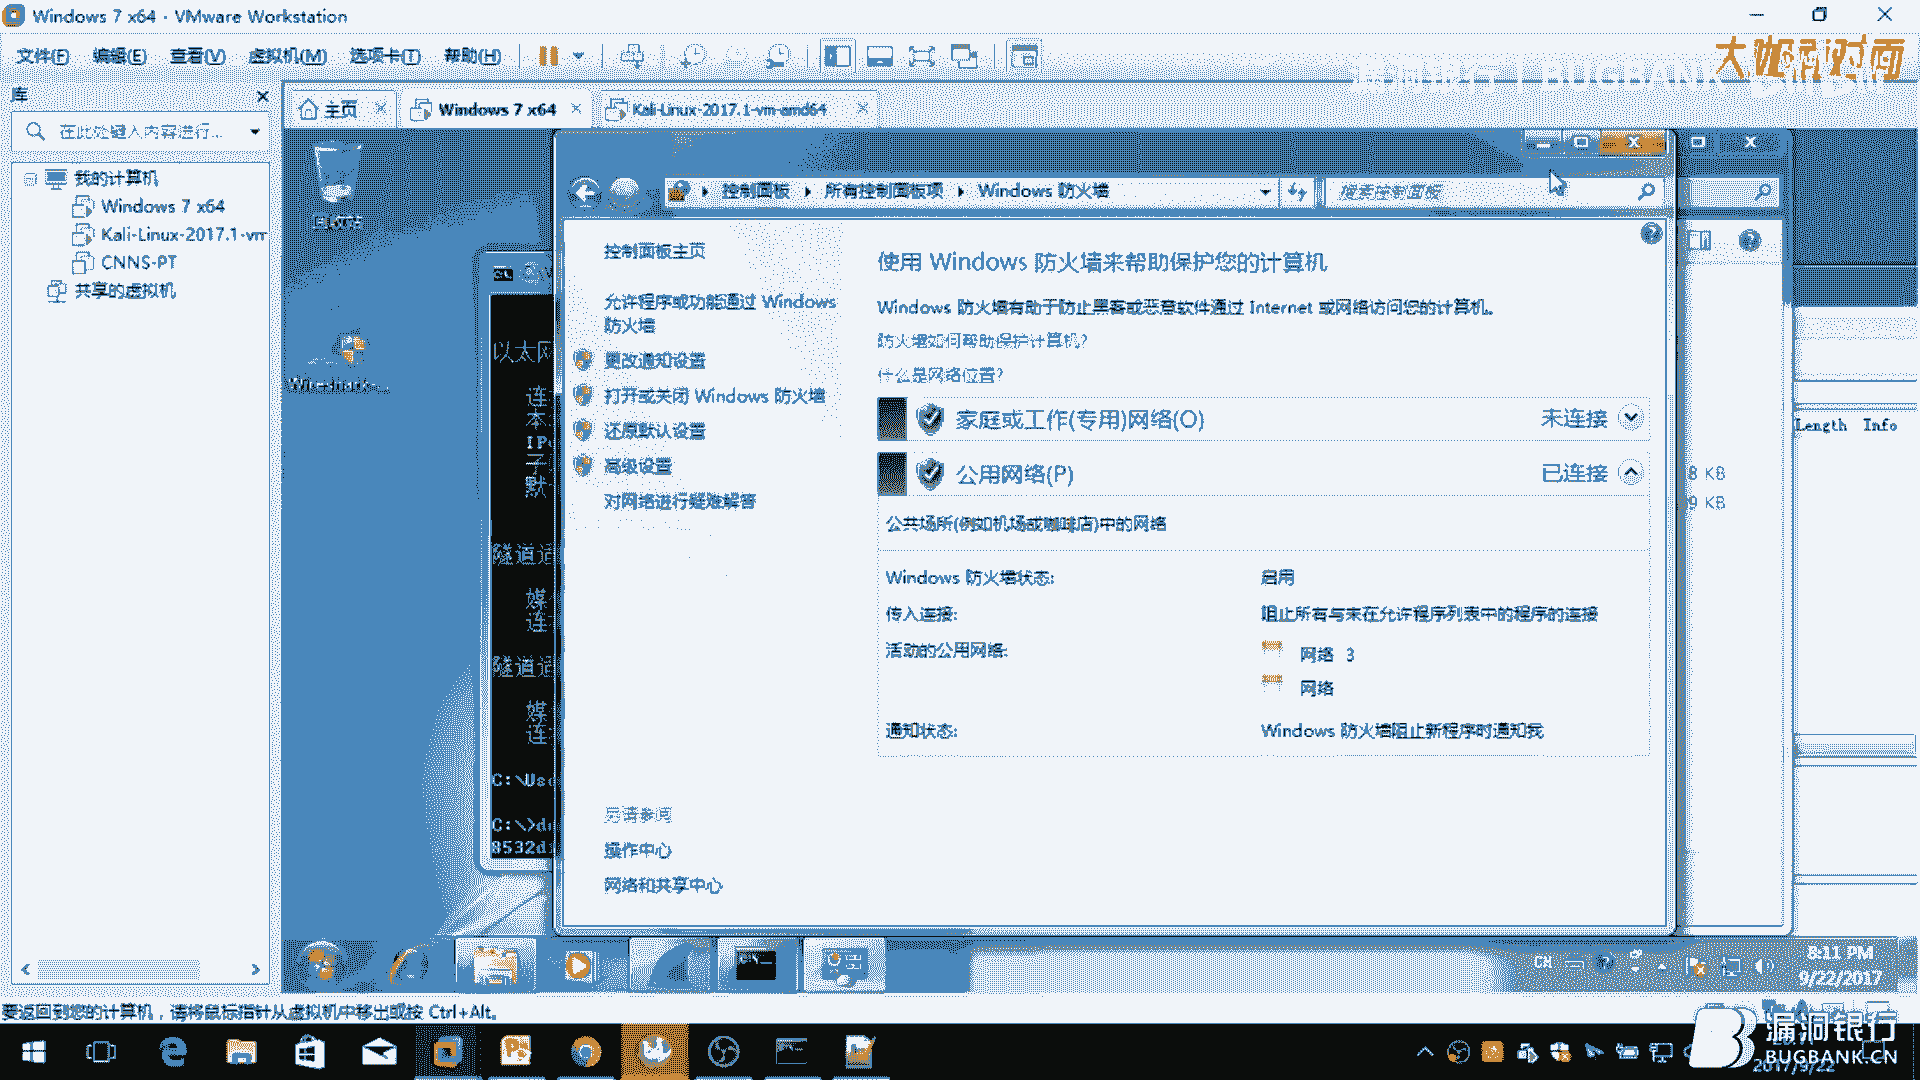 Windows 7 x64 - VMware Workstation
文件(F) 编辑(E) 查看(V) 虚拟机(M) 选项卡(T) 帮助(H)
大咖面对面
漏洞银行 | BUGBANK
库
主页
Windows 7 x64
Kali-Linux-2017.1-vm-amd64
在此处键入内容进行...
我的计算机
Windows 7 x64
Kali-Linux-2017.1-vm
CNNS-PT
共享的虚拟机
回收站
控制面板 所有控制面板项 Windows 防火墙
搜索控制面板
控制面板主页
允许程序或功能通过 Windows
防火墙
更改通知设置
打开或关闭 Windows 防火墙
还原默认设置
高级设置
对网络进行疑难解答
另请参阅
操作中心
网络和共享中心
使用 Windows 防火墙来帮助保护您的计算机
Windows 防火墙有助于防止黑客或恶意软件通过 Internet 或网络访问您的计算机。
防火墙如何帮助保护计算机?
什么是网络位置?
家庭或工作(专用)网络(O) 未连接
公用网络(P) 已连接
公共场所(例如机场或咖啡店)中的网络
Windows 防火墙状态: 启用
传入连接: 阻止所有与未在允许程序列表中的程序的连接
活动的公用网络: 网络 3
网络
通知状态: Windows 防火墙阻止新程序时通知我
以太网
连
本
IP
子
默
隧道适
媒
连
隧道适
媒
连
C:\Use
C:\>d
8532d
Length Info
8 KB
9 KB
CH
8:11 PM
9/22/2017
要返回到您的计算机，请将鼠标指针从虚拟机中移出或按 Ctrl+Alt。
漏洞银行
BUGBANK.CN
2017/9/22